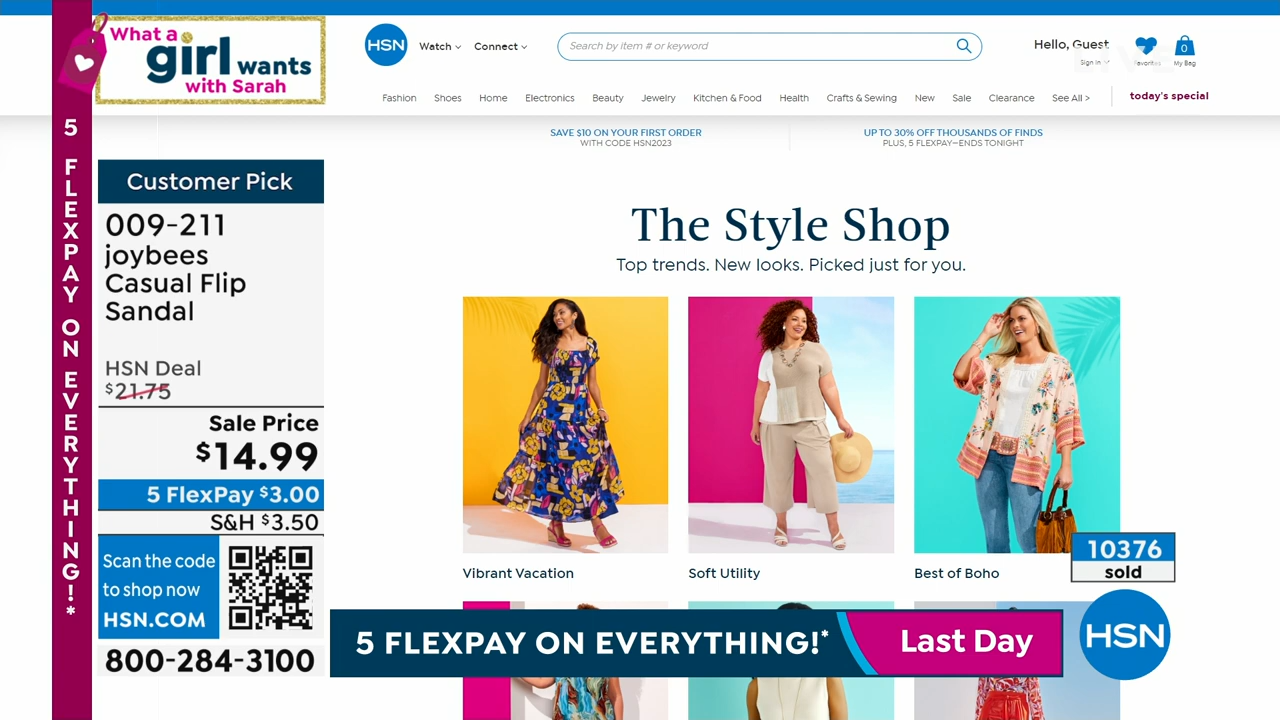 What a
girl wants
with Sarah
5 FLEXPAY ON EVERYTHING!*
HSN
Watch
Connect
Search by item # or keyword
Hello, Guest
Sign In
Favorites
0
My Bag
Fashion
Shoes
Home
Electronics
Beauty
Jewelry
Kitchen & Food
Health
Crafts & Sewing
New
Sale
Clearance
See All >
today's special
SAVE $10 ON YOUR FIRST ORDER
WITH CODE HSN2023
UP TO 30% OFF THOUSANDS OF FINDS
PLUS, 5 FLEXPAY—ENDS TONIGHT
Customer Pick
009-211
joybees
Casual Flip
Sandal
HSN Deal
$21.75
Sale Price
$14.99
5 FlexPay $3.00
S&H $3.50
Scan the code
to shop now
HSN.COM
800-284-3100
The Style Shop
Top trends. New looks. Picked just for you.
Vibrant Vacation
Soft Utility
Best of Boho
10376
sold
5 FLEXPAY ON EVERYTHING!*
Last Day
HSN